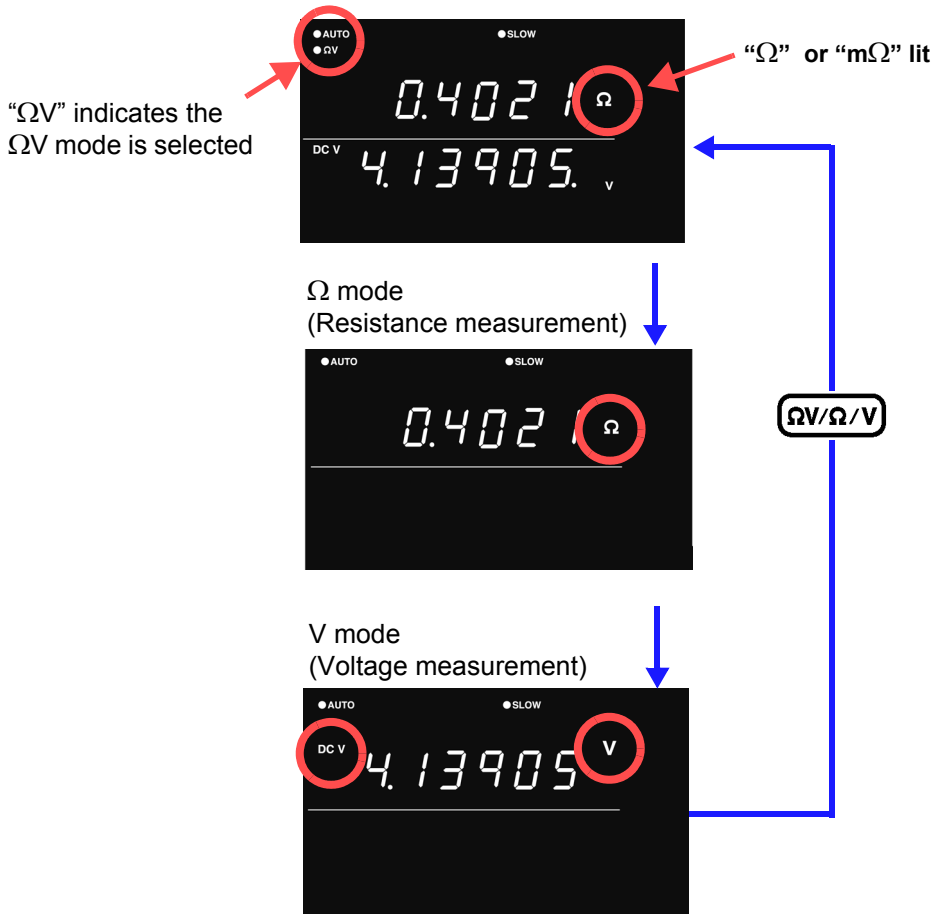 ●AUTO ●SLOW
●ΩV
“Ω” or “mΩ” lit
0.4021 Ω
“ΩV” indicates the
ΩV mode is selected
DC V 4.13905. V
Ω mode
(Resistance measurement)
●AUTO ●SLOW
0.4021 Ω
ΩV/Ω/V
V mode
(Voltage measurement)
●AUTO ●SLOW
DC V 4.13905 V